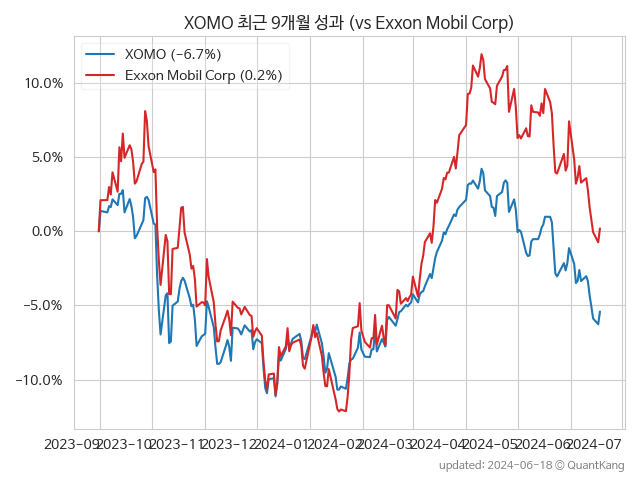 XOMO 최근 9개월 성과 (vs Exxon Mobil Corp)
XOMO (−6.7%)
Exxon Mobil Corp (0.2%)
10.0%
5.0%
0.0%
−5.0%
−10.0%
2023-09 2023-10 2023-11 2023-12 2024-01 2024-02 2024-03 2024-04 2024-05 2024-06 2024-07
updated: 2024-06-18 © QuantKang